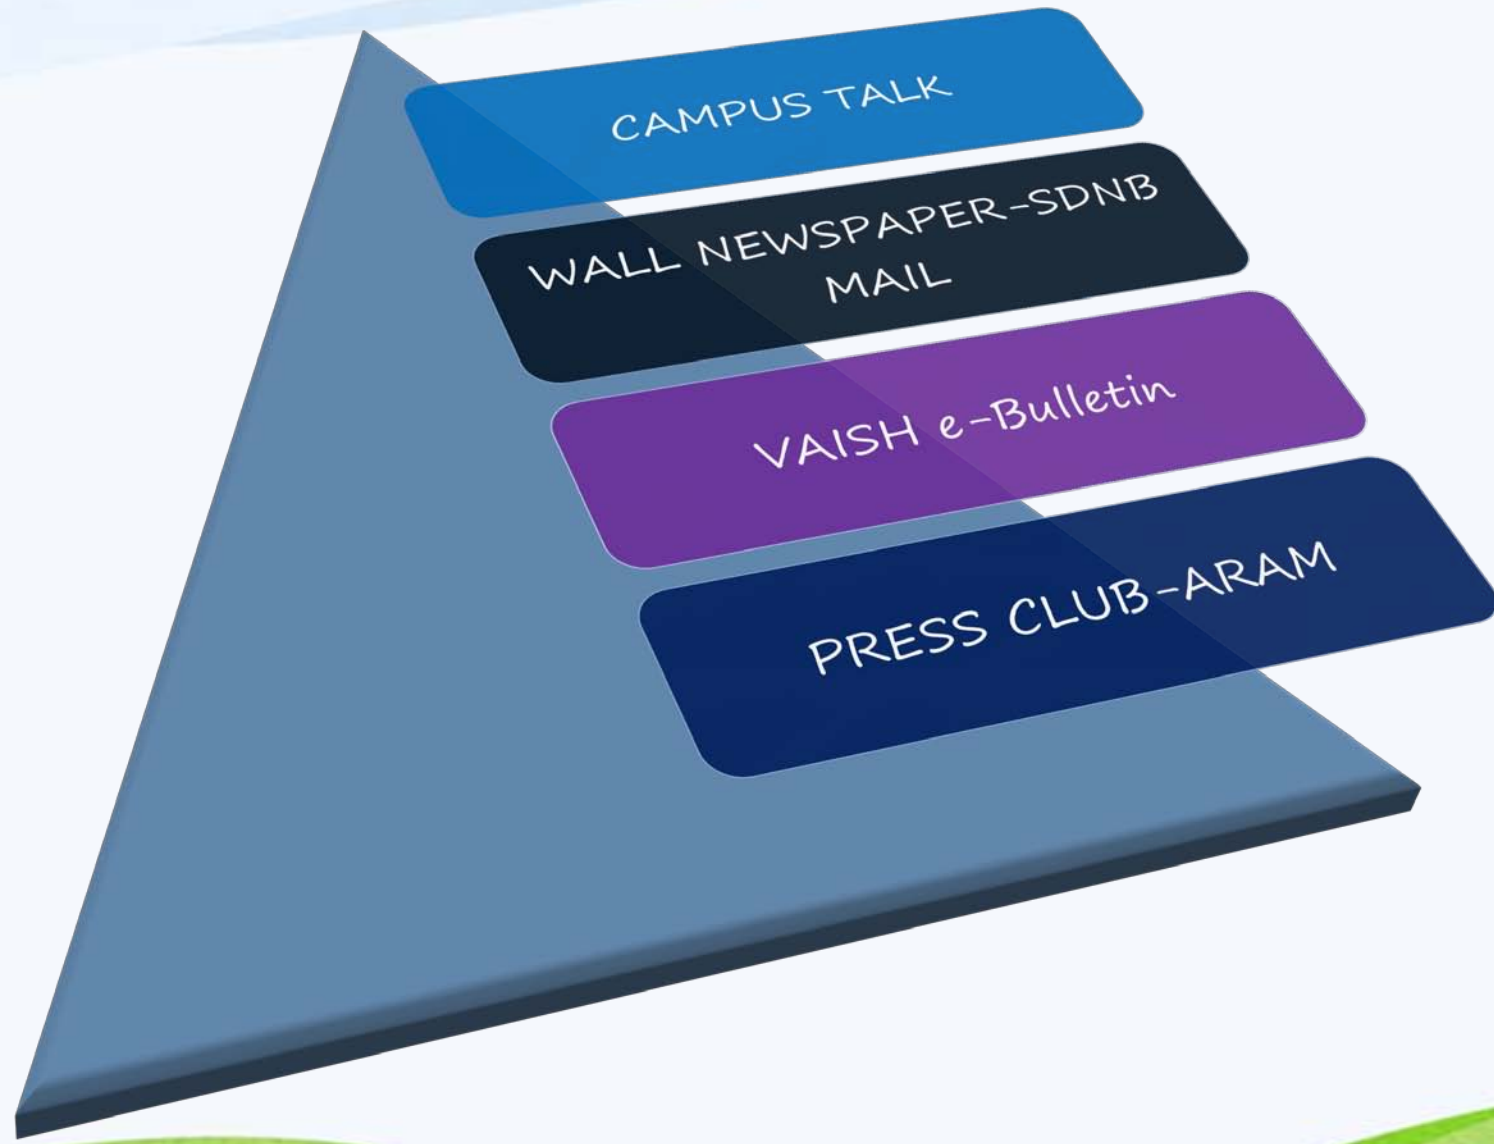 CAMPUS TALK
WALL NEWSPAPER-SDNB
MAIL
VAISH e-Bulletin
PRESS CLUB-ARAM